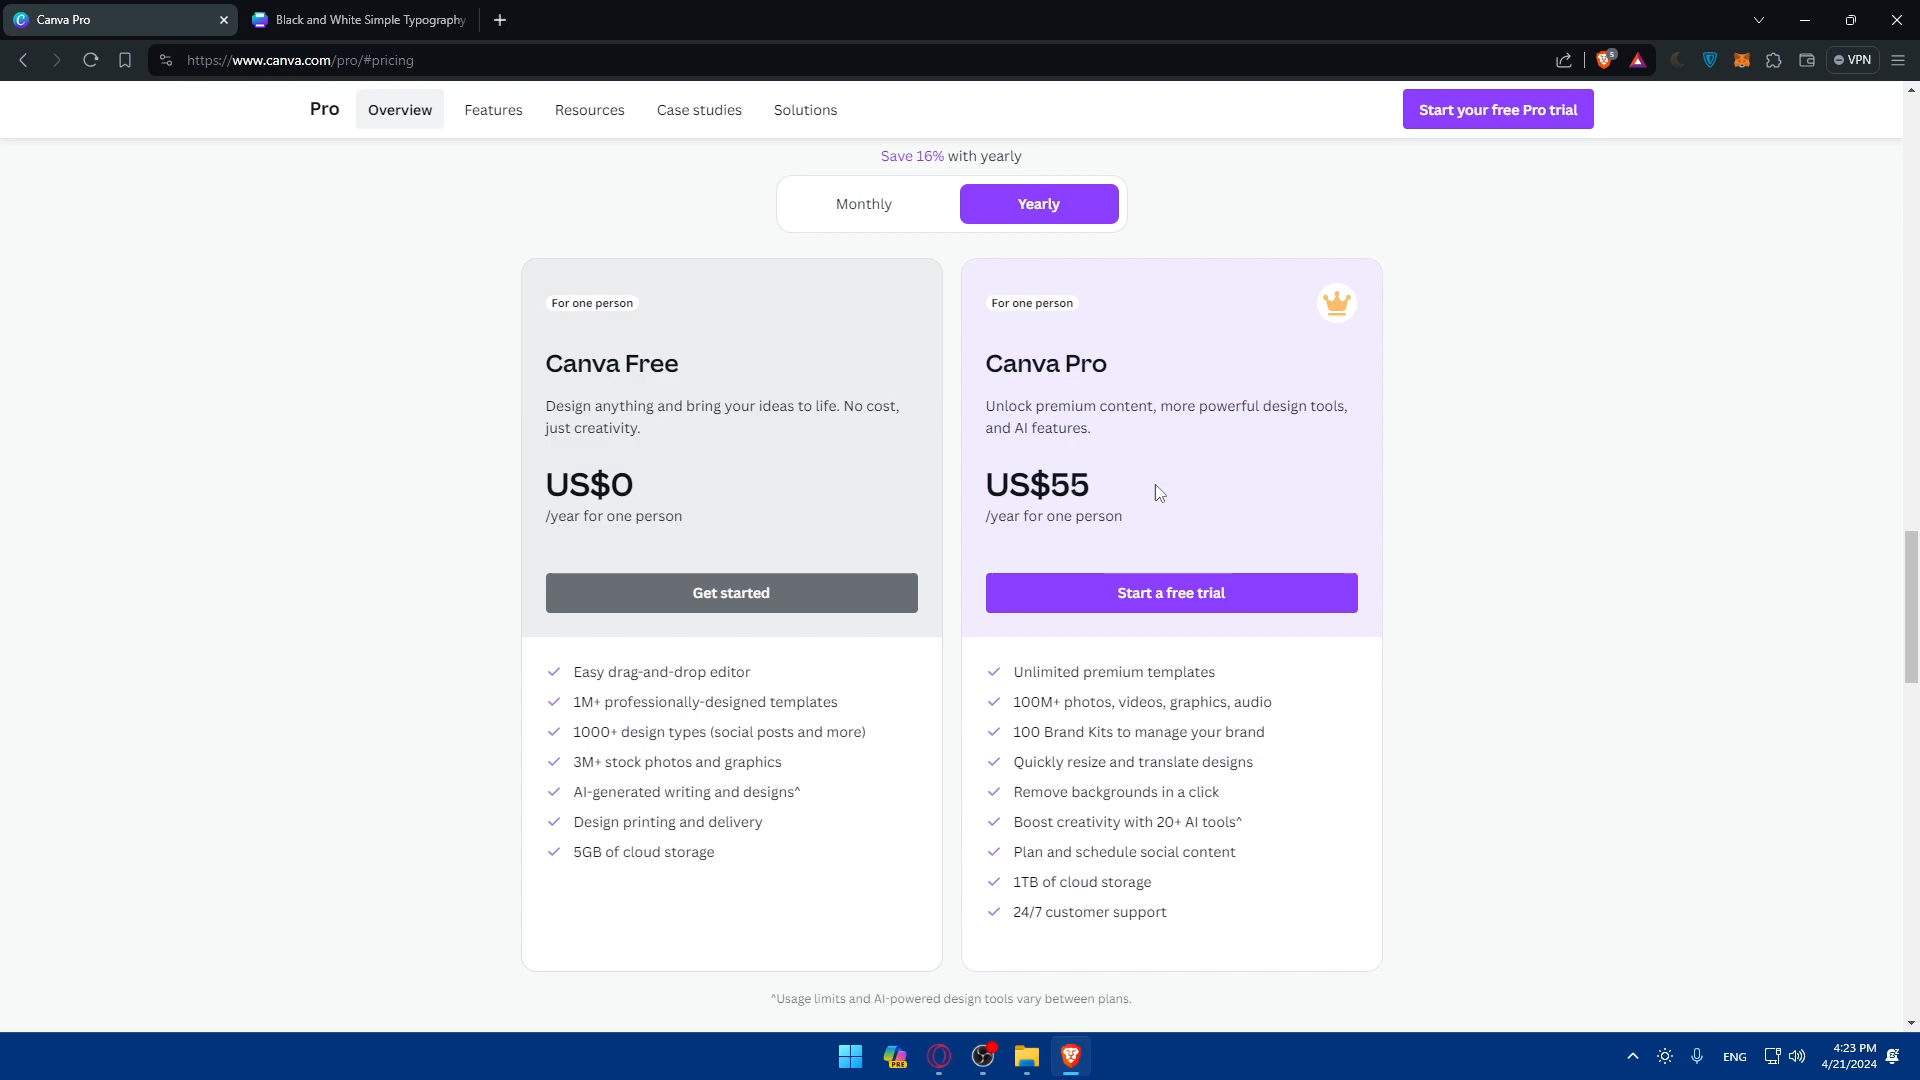 Canva Pro
Black and White Simple Typography
https://www.canva.com/pro/#pricing
5
VPN
Pro
Overview
Features
Resources
Case studies
Solutions
Start your free Pro trial
Save 16% with yearly
Monthly
Yearly
For one person
Canva Free
Design anything and bring your ideas to life. No cost,
just creativity.
US$0
/year for one person
Get started
Easy drag-and-drop editor
1M+ professionally-designed templates
1000+ design types (social posts and more)
3M+ stock photos and graphics
AI-generated writing and designs^
Design printing and delivery
5GB of cloud storage
For one person
Canva Pro
Unlock premium content, more powerful design tools,
and AI features.
US$55
/year for one person
Start a free trial
Unlimited premium templates
100M+ photos, videos, graphics, audio
100 Brand Kits to manage your brand
Quickly resize and translate designs
Remove backgrounds in a click
Boost creativity with 20+ AI tools^
Plan and schedule social content
1TB of cloud storage
24/7 customer support
^Usage limits and AI-powered design tools vary between plans.
PRE
ENG
4:23 PM
4/21/2024